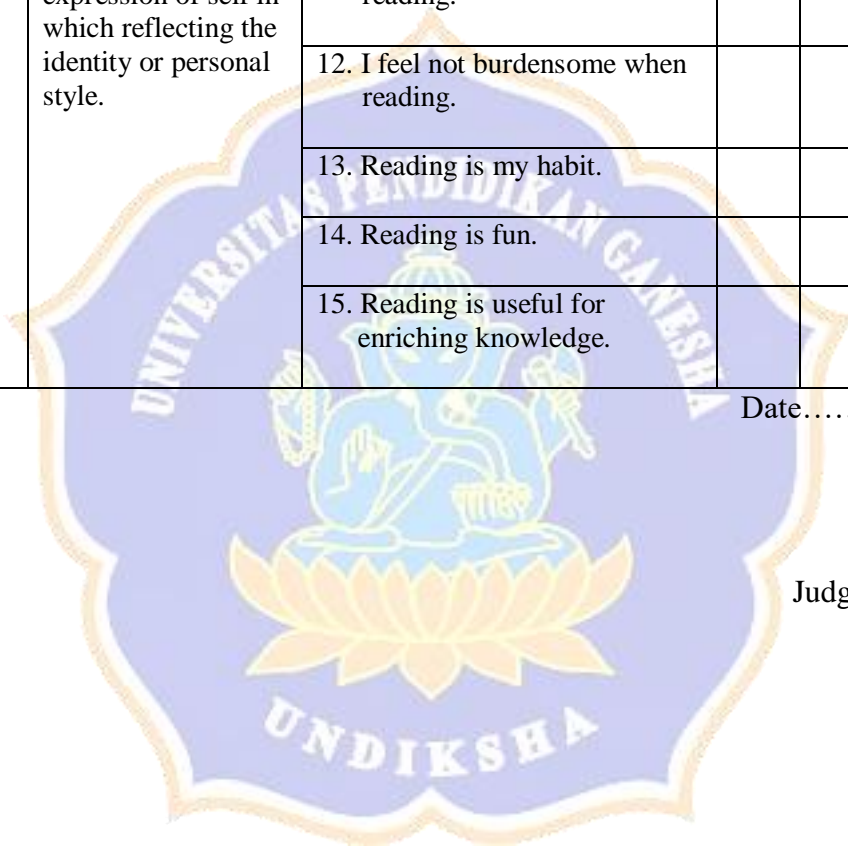 expression of self in
which reflecting the
identity or personal
style.
reading.
12. I feel not burdensome when
reading.
13. Reading is my habit.
14. Reading is fun.
15. Reading is useful for
enriching knowledge.
Date.....
Judg
UNIVERSITAS PENDIDIKAN GANESHA
UNDIKSHA